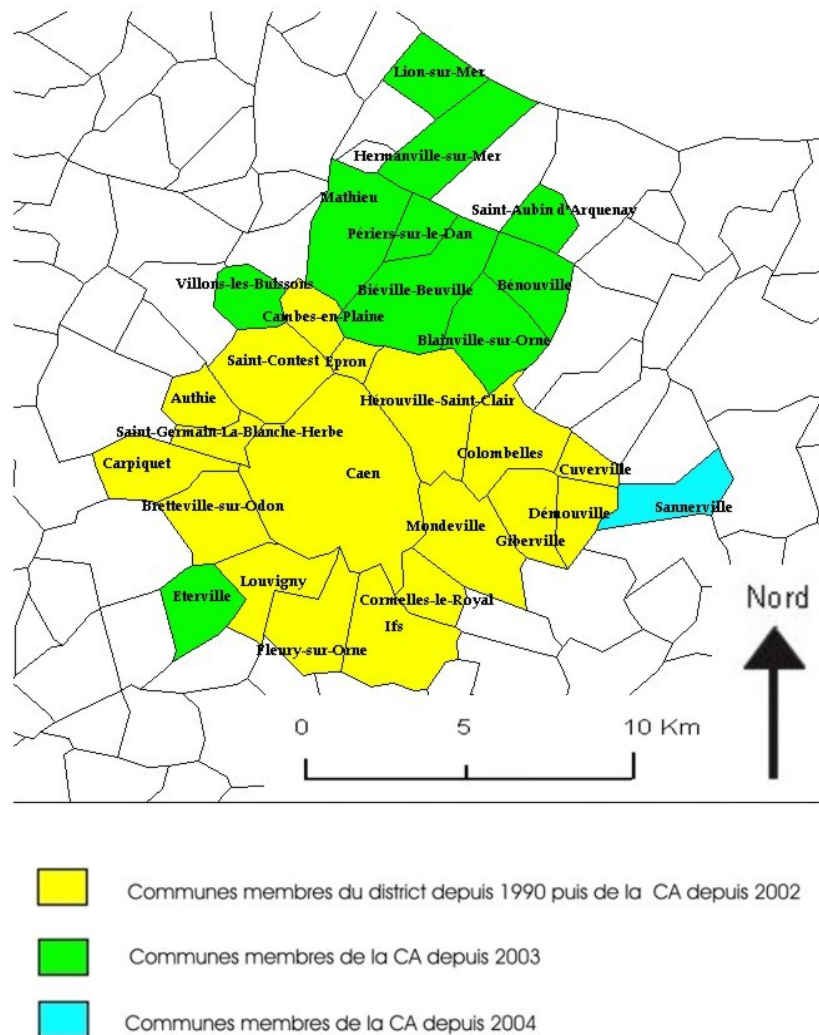 Lion-sur-Mer
Hermanville-sur-Mer
Mathieu
Saint-Aubin d'Arquenay
Périers-sur-le-Dan
Villons-les-Buissons
Biéville-Beuville
Bénouville
Cambes-en-Plaine
Blainville-sur-Orne
Saint-Contest
Epron
Authie
Hérouville-Saint-Clair
Saint-Germain-La-Blanche-Herbe
Colombelles
Carpiquet
Caen
Cuverville
Bretteville-sur-Odon
Démouville
Sannerville
Mondeville
Giberville
Louvigny
Eterville
Cormelles-le-Royal
Ifs
Fleury-sur-Orne
Nord
0 5 10 Km
Communes membres du district depuis 1990 puis de la CA depuis 2002
Communes membres de la CA depuis 2003
Communes membres de la CA depuis 2004